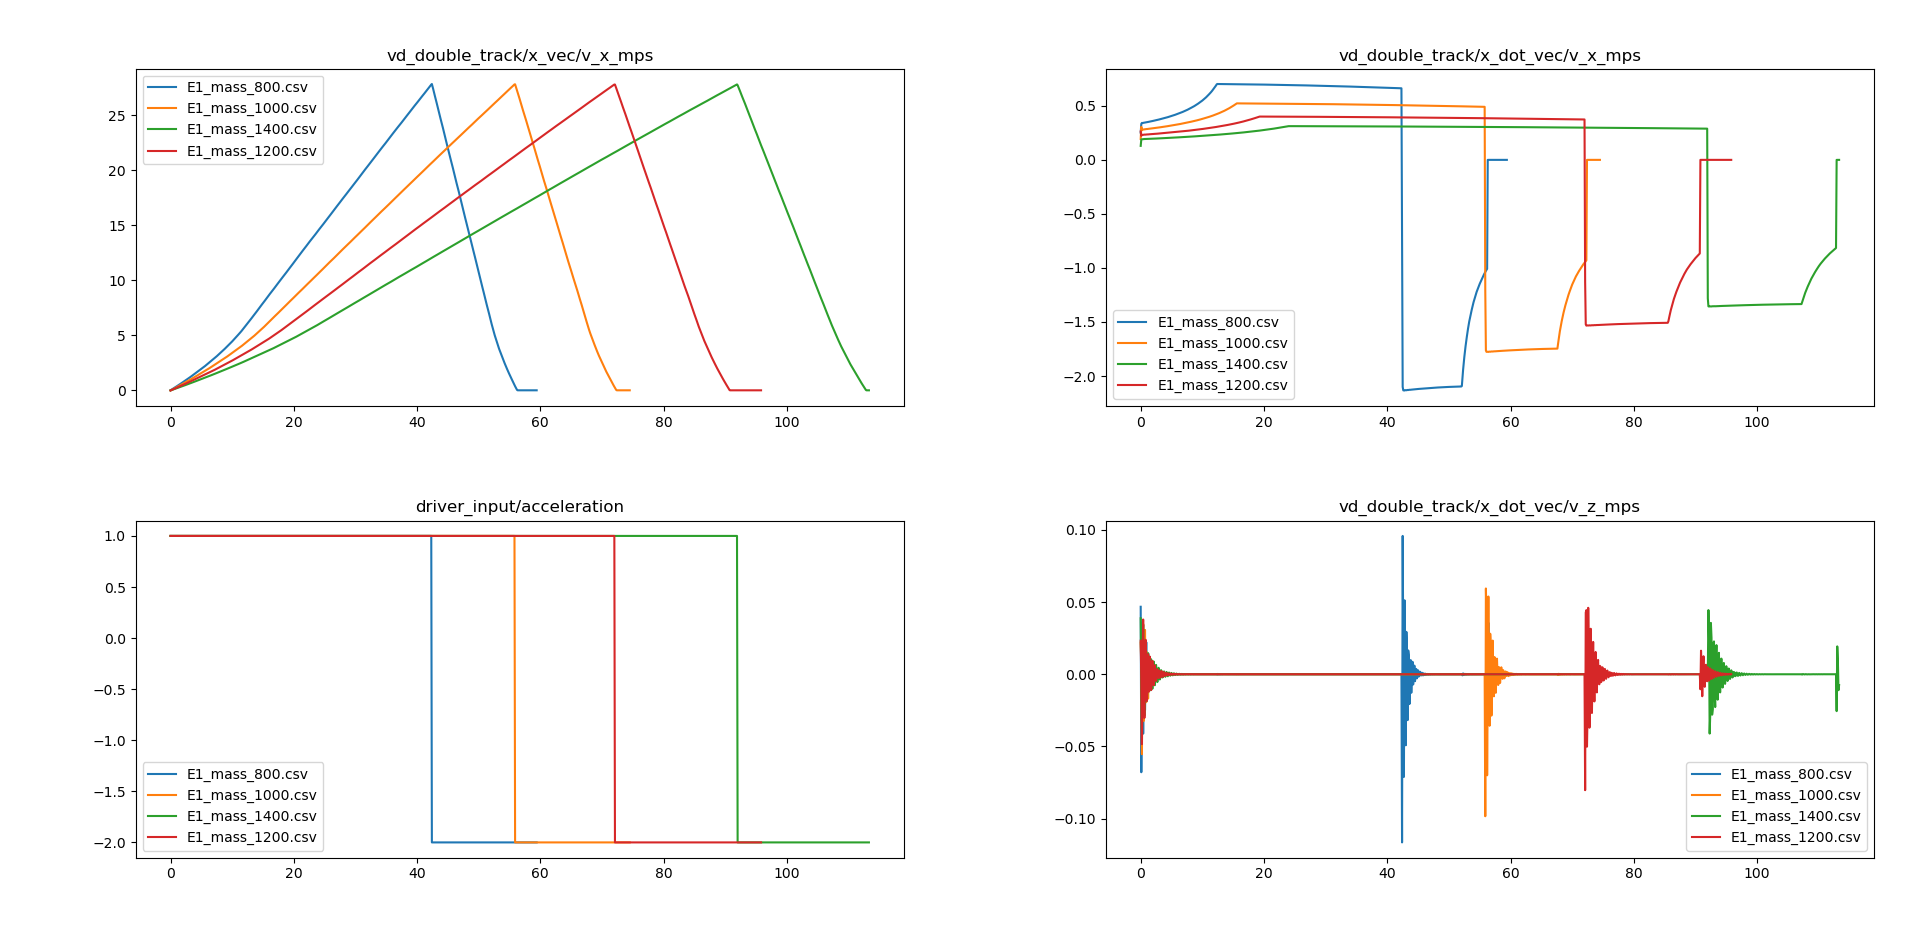 vd_double_track/x_vec/v_x_mps
E1_mass_800.csv
E1_mass_1000.csv
E1_mass_1400.csv
E1_mass_1200.csv
25
20
15
10
5
0
0 20 40 60 80 100
vd_double_track/x_dot_vec/v_x_mps
0.5
0.0
−0.5
−1.0
−1.5
−2.0
E1_mass_800.csv
E1_mass_1000.csv
E1_mass_1400.csv
E1_mass_1200.csv
0 20 40 60 80 100
driver_input/acceleration
1.0
0.5
0.0
−0.5
−1.0
−1.5
−2.0
E1_mass_800.csv
E1_mass_1000.csv
E1_mass_1400.csv
E1_mass_1200.csv
0 20 40 60 80 100
vd_double_track/x_dot_vec/v_z_mps
0.10
0.05
0.00
−0.05
−0.10
E1_mass_800.csv
E1_mass_1000.csv
E1_mass_1400.csv
E1_mass_1200.csv
0 20 40 60 80 100